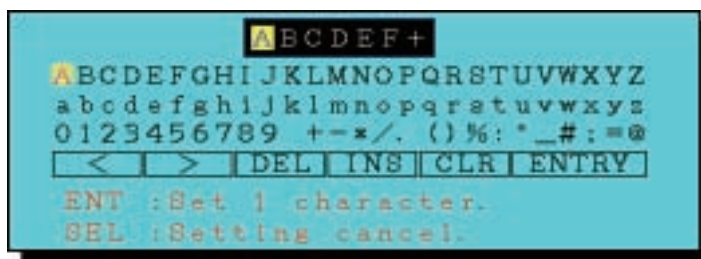 ABCDEF+
ABCDEFGHIJKLMNOPQRSTUVWXYZ
abcdefghijklmnopqrstuvwxyz
0123456789 +-*/. ()%:°_#;=@
< > DEL INS CLR ENTRY
ENT :Set 1 character.
SEL :Setting cancel.